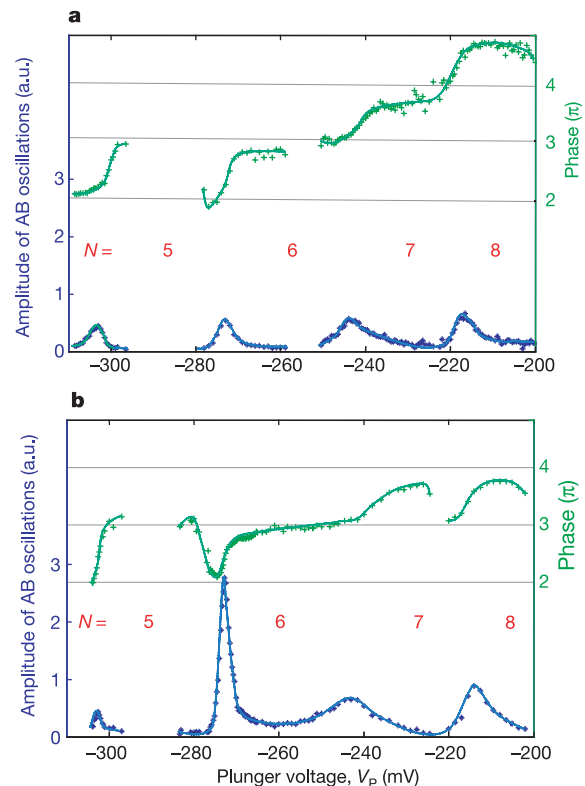 a
Amplitude of AB oscillations (a.u.)
3
2
1
0
4
3
2
Phase (π)
N = 5 6 7 8
−300 −280 −260 −240 −220 −200
b
Amplitude of AB oscillations (a.u.)
3
2
1
0
4
3
2
Phase (π)
N = 5 6 7 8
−300 −280 −260 −240 −220 −200
Plunger voltage, VP (mV)